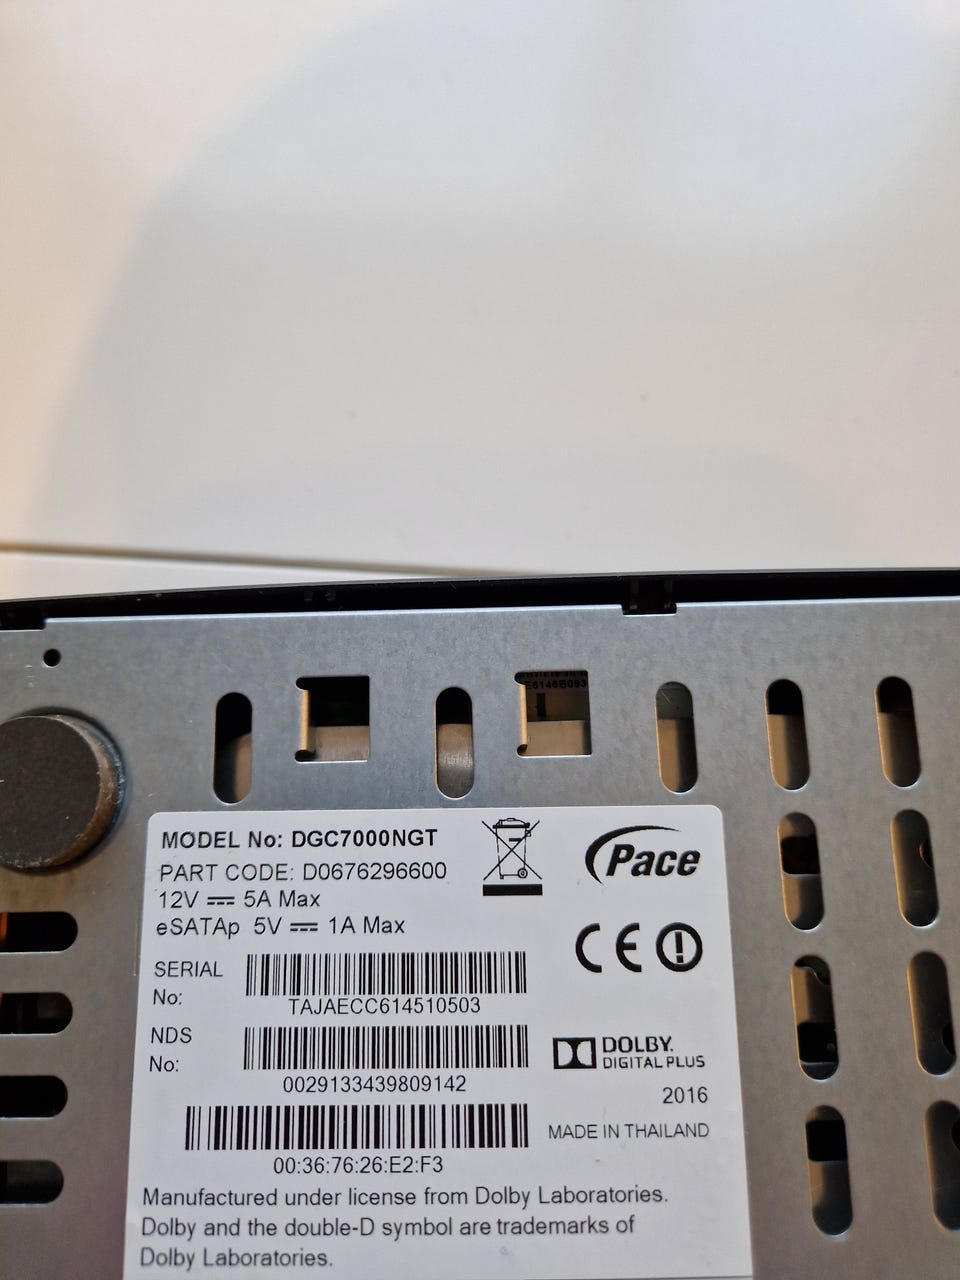 E6146B093
MODEL No: DGC7000NGT
PART CODE: D0676296600
12V ⎓ 5A Max
eSATAp 5V ⎓ 1A Max
Pace
CE
SERIAL
No:
TAJAECC614510503
NDS
No:
0029133439809142
00:36:76:26:E2:F3
DOLBY.
DIGITAL PLUS
2016
MADE IN THAILAND
Manufactured under license from Dolby Laboratories.
Dolby and the double-D symbol are trademarks of
Dolby Laboratories.